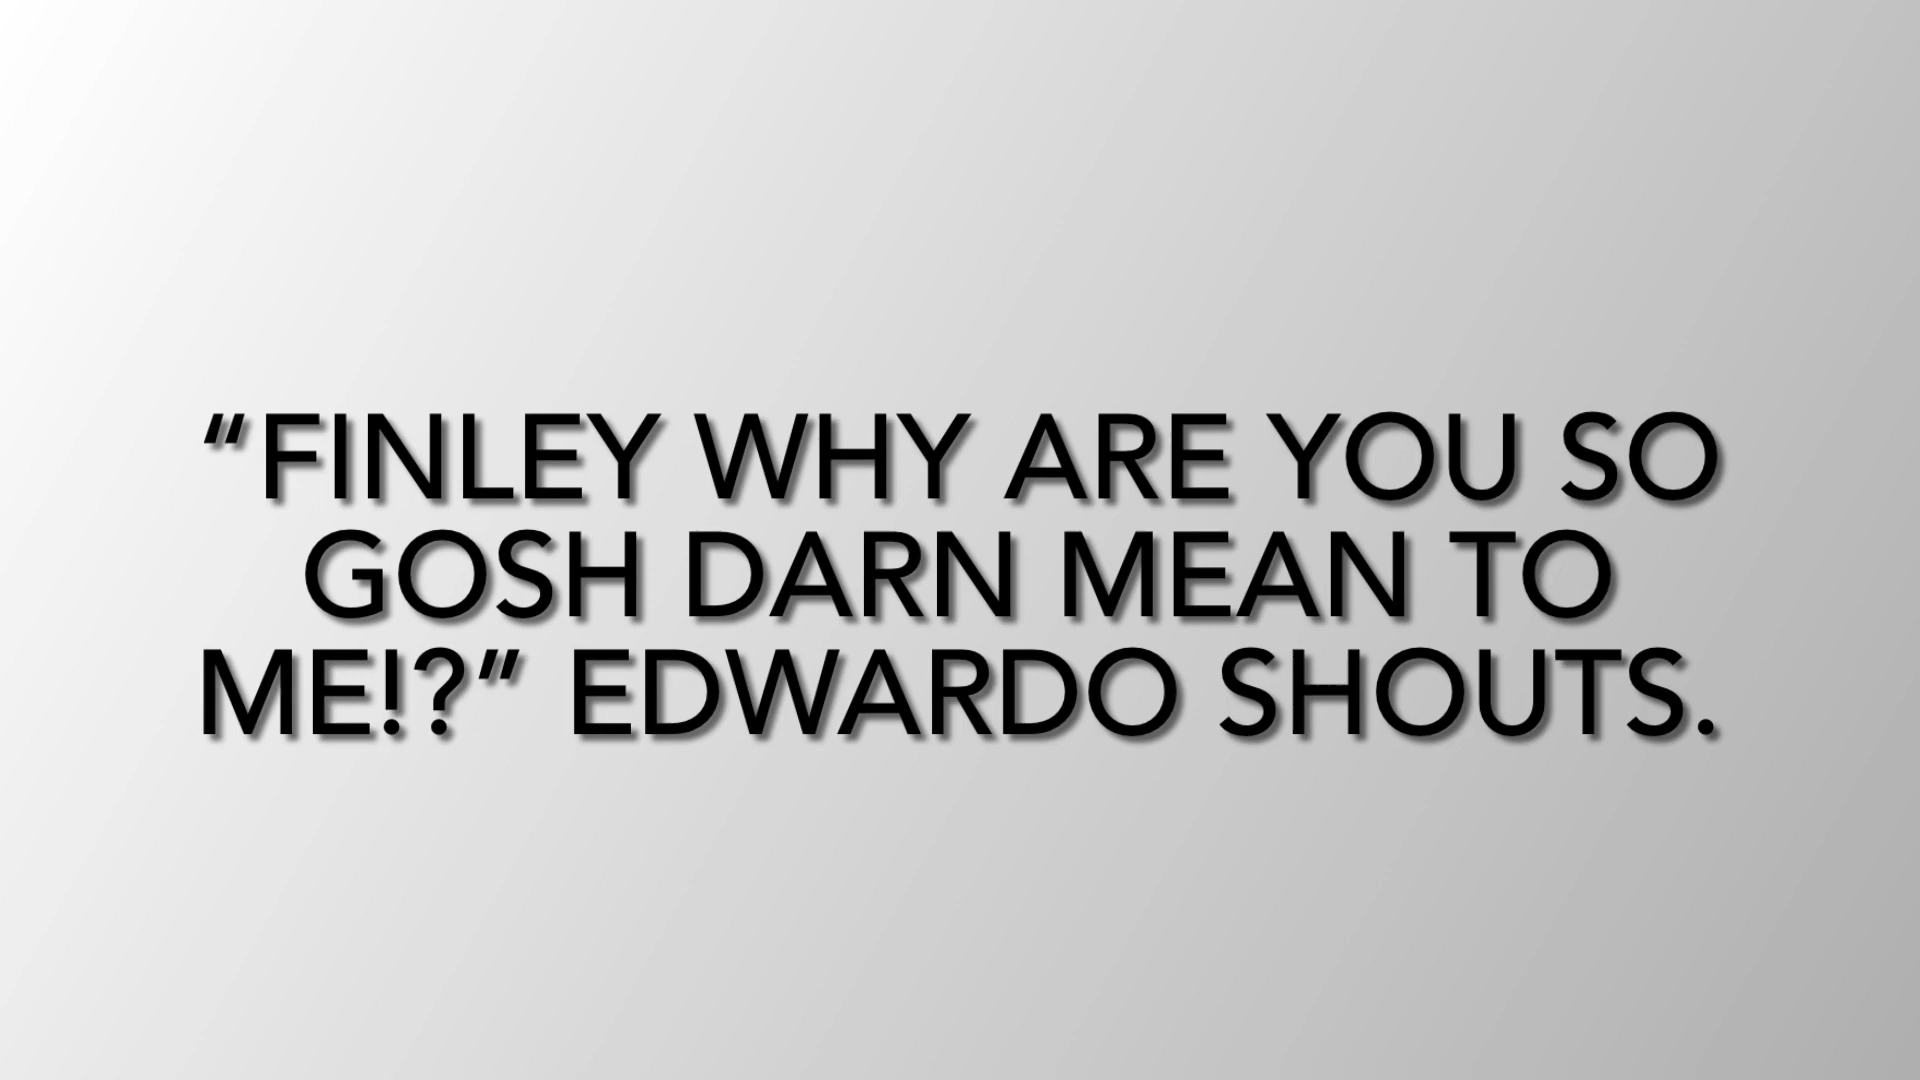 “FINLEY WHY ARE YOU SO
GOSH DARN MEAN TO
ME!?” EDWARDO SHOUTS.